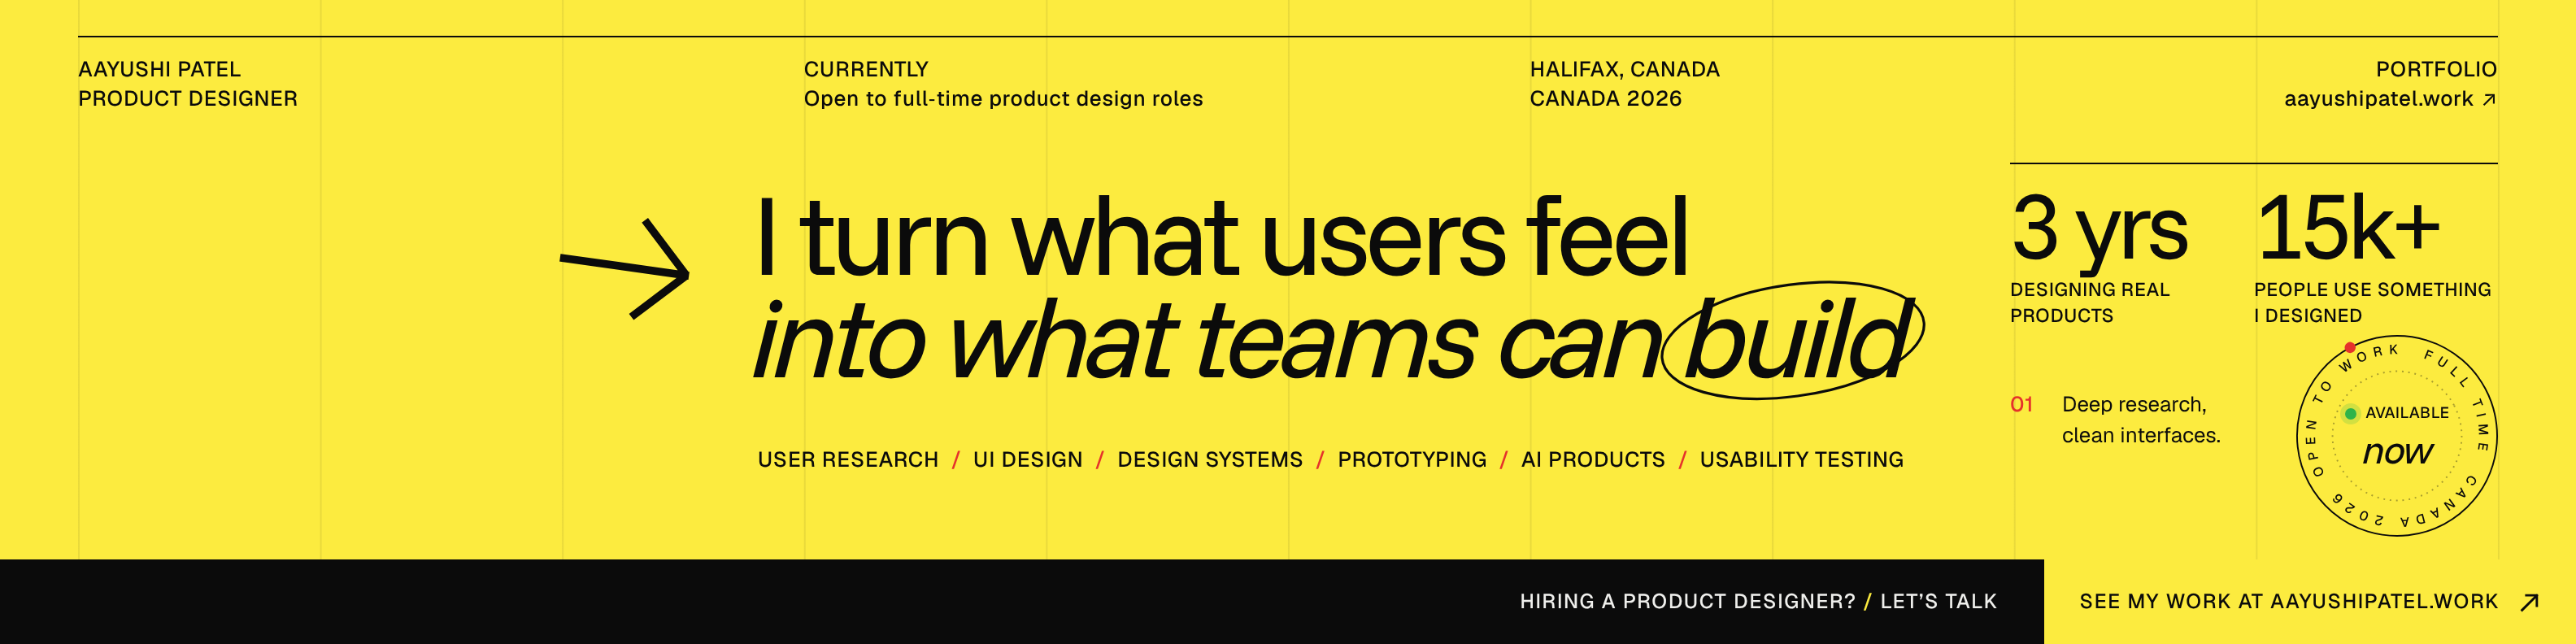 AAYUSHI PATEL
PRODUCT DESIGNER
CURRENTLY
Open to full-time product design roles
HALIFAX, CANADA
CANADA 2026
PORTFOLIO
aayushipatel.work ↗
I turn what users feel
into what teams can build
USER RESEARCH / UI DESIGN / DESIGN SYSTEMS / PROTOTYPING / AI PRODUCTS / USABILITY TESTING
3 yrs
DESIGNING REAL
PRODUCTS
15k+
PEOPLE USE SOMETHING
I DESIGNED
01 Deep research,
clean interfaces.
OPEN TO WORK FULL TIME CANADA 2026
AVAILABLE
now
HIRING A PRODUCT DESIGNER? / LET’S TALK
SEE MY WORK AT AAYUSHIPATEL.WORK ↗